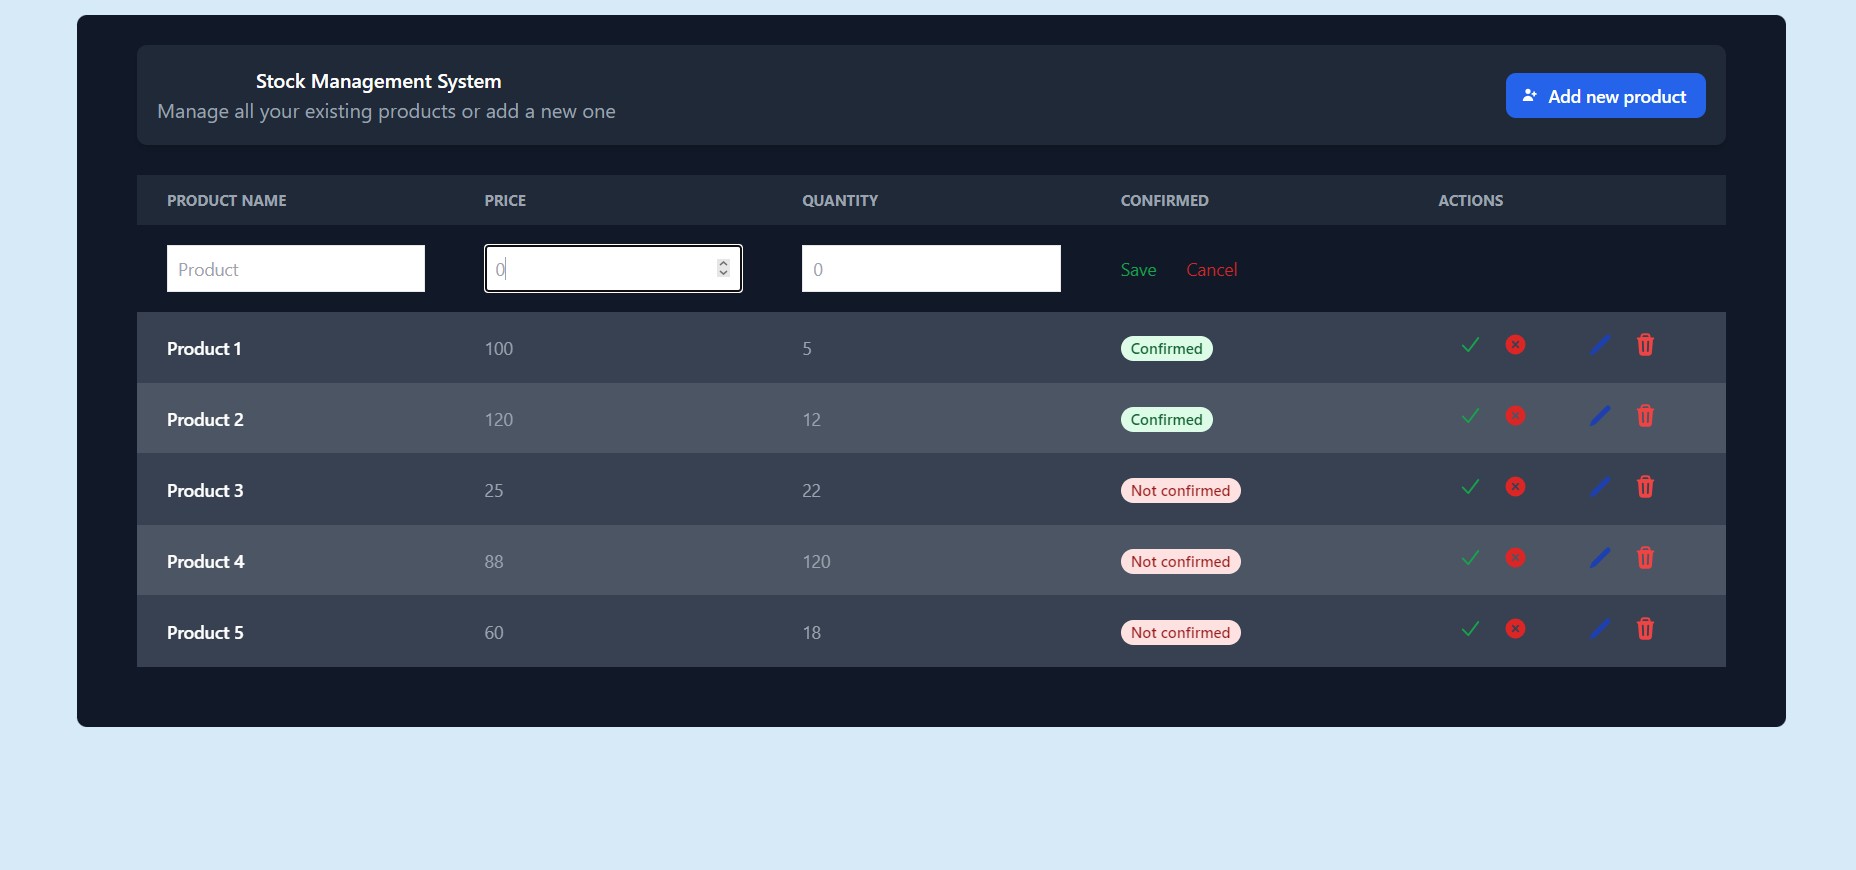 Stock Management System
Manage all your existing products or add a new one
Add new product
PRODUCT NAME PRICE QUANTITY CONFIRMED ACTIONS
Product 0 0 Save Cancel
Product 1 100 5 Confirmed
Product 2 120 12 Confirmed
Product 3 25 22 Not confirmed
Product 4 88 120 Not confirmed
Product 5 60 18 Not confirmed